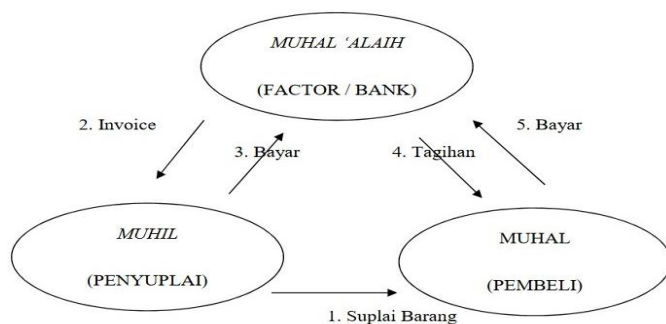 MUHAL ‘ALAIH
(FACTOR / BANK)
2. Invoice
5. Bayar
3. Bayar
4. Tagihan
MUHIL
(PENYUPLAI)
MUHAL
(PEMBELI)
1. Suplai Barang